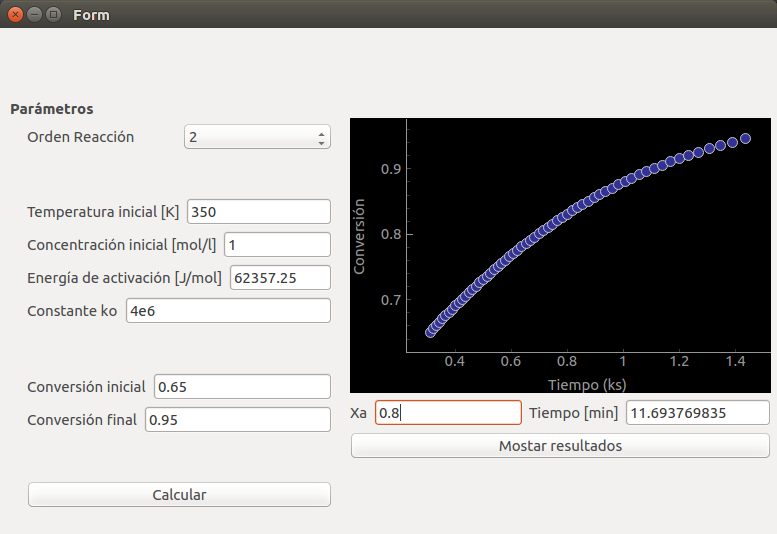 Form
Parámetros
Orden Reacción 2
Temperatura inicial [K] 350
Concentración inicial [mol/l] 1
Energía de activación [J/mol] 62357.25
Constante ko 4e6
Conversión inicial 0.65
Conversión final 0.95
Calcular
Conversión
0.9
0.8
0.7
0.4 0.6 0.8 1 1.2 1.4
Tiempo (ks)
Xa 0.8 Tiempo [min] 11.693769835
Mostar resultados